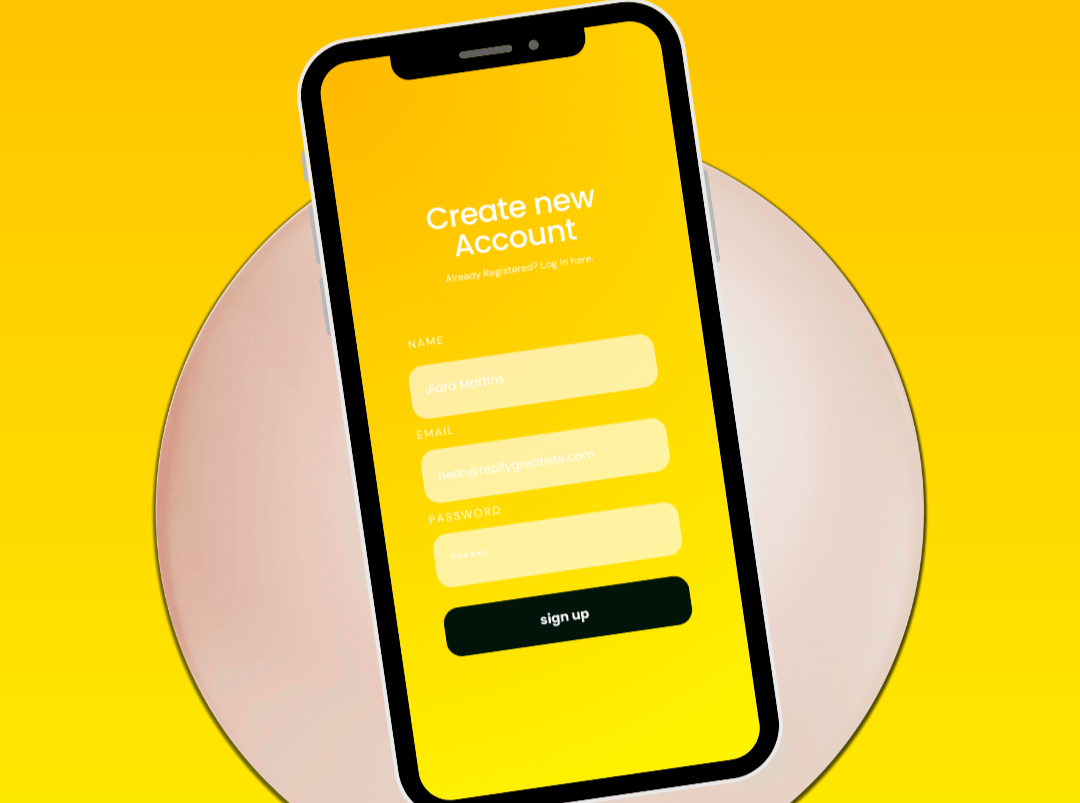 Create new
Account
Already Registered? Log in here.
NAME
Jiara Martins
EMAIL
hello@reallygreatsite.com
PASSWORD
••••••
sign up